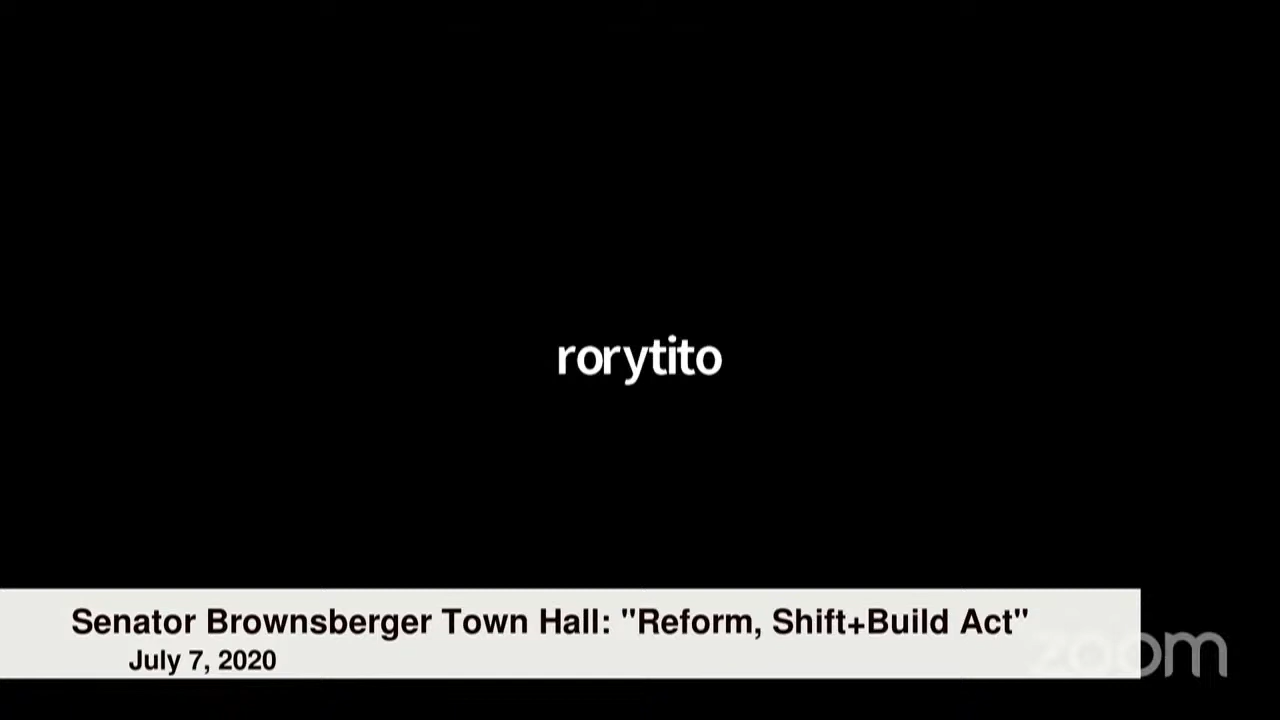 rorytito
Senator Brownsberger Town Hall: "Reform, Shift+Build Act"
July 7, 2020
zoom